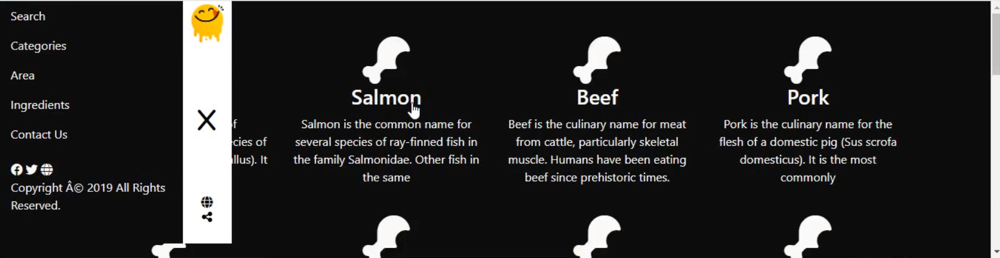 Search
Categories
Area
Ingredients
Contact Us
Copyright Â© 2019 All Rights
Reserved.
f
cies of
llus). It
Salmon
Salmon is the common name for
several species of ray-finned fish in
the family Salmonidae. Other fish in
the same
Beef
Beef is the culinary name for meat
from cattle, particularly skeletal
muscle. Humans have been eating
beef since prehistoric times.
Pork
Pork is the culinary name for the
flesh of a domestic pig (Sus scrofa
domesticus). It is the most
commonly